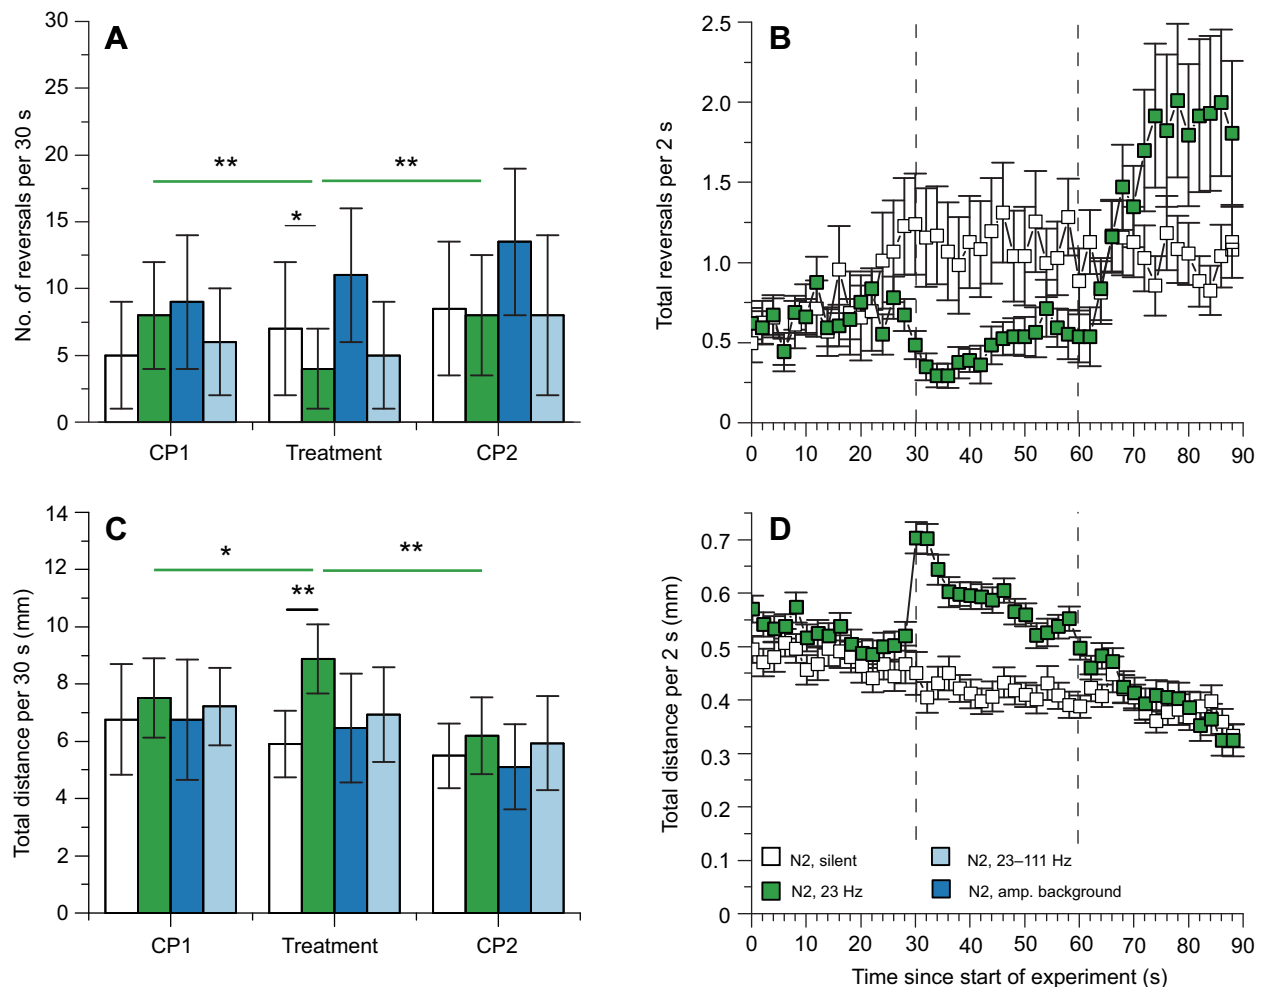 A
No. of reversals per 30 s
30
25
20
15
10
5
0
** **
*
CP1 Treatment CP2
B
Total reversals per 2 s
2.5
2.0
1.5
1.0
0.5
0
0 10 20 30 40 50 60 70 80 90
C
Total distance per 30 s (mm)
14
12
10
8
6
4
2
0
* **
**
CP1 Treatment CP2
D
Total distance per 2 s (mm)
0.7
0.6
0.5
0.4
0.3
0.2
0.1
0
N2, silent
N2, 23 Hz
N2, 23–111 Hz
N2, amp. background
0 10 20 30 40 50 60 70 80 90
Time since start of experiment (s)